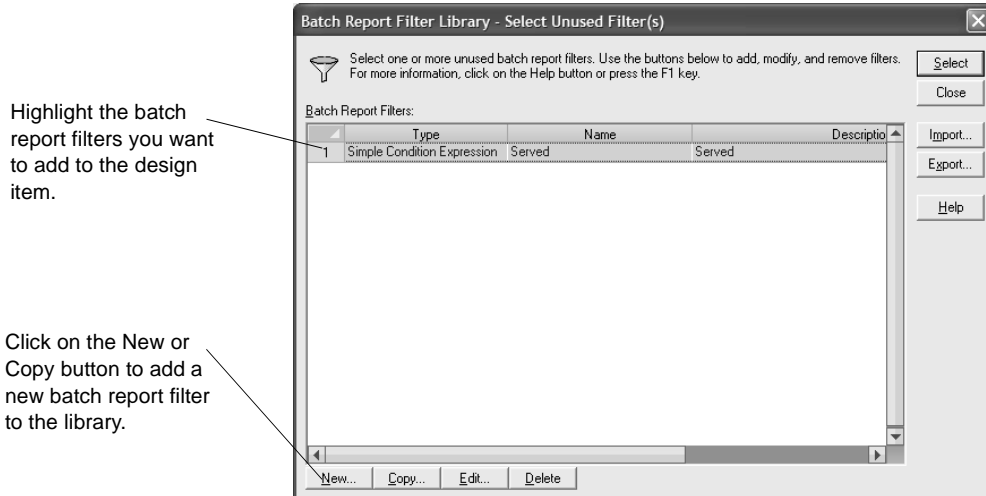 Batch Report Filter Library - Select Unused Filter(s)
Select one or more unused batch report filters. Use the buttons below to add, modify, and remove filters.
For more information, click on the Help button or press the F1 key.
Select
Close
Import...
Export...
Help
Batch Report Filters:
Type Name Descriptio
1 Simple Condition Expression Served Served
Highlight the batch
report filters you want
to add to the design
item.
Click on the New or
Copy button to add a
new batch report filter
to the library.
New... Copy... Edit... Delete